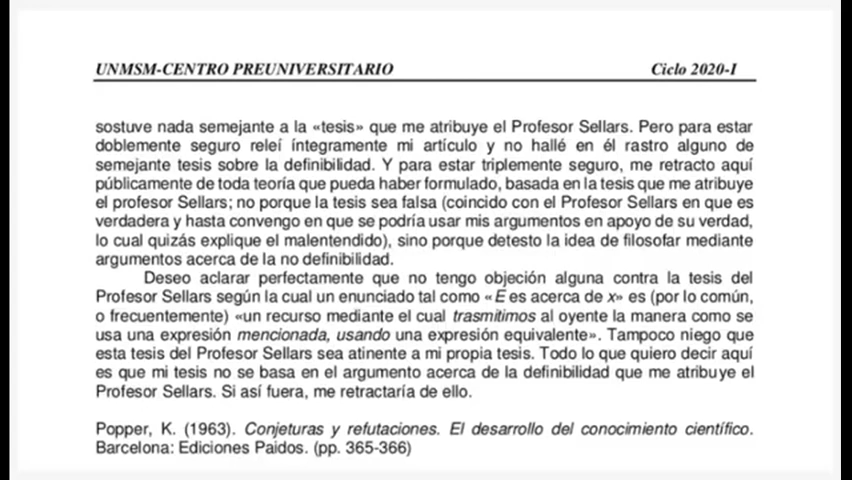 UNMSM-CENTRO PREUNIVERSITARIO Ciclo 2020-I
sostuve nada semejante a la «tesis» que me atribuye el Profesor Sellars. Pero para estar
doblemente seguro releí íntegramente mi artículo y no hallé en él rastro alguno de
semejante tesis sobre la definibilidad. Y para estar triplemente seguro, me retracto aquí
públicamente de toda teoría que pueda haber formulado, basada en la tesis que me atribuye
el profesor Sellars; no porque la tesis sea falsa (coincido con el Profesor Sellars en que es
verdadera y hasta convengo en que se podría usar mis argumentos en apoyo de su verdad,
lo cual quizás explique el malentendido), sino porque detesto la idea de filosofar mediante
argumentos acerca de la no definibilidad.
Deseo aclarar perfectamente que no tengo objeción alguna contra la tesis del
Profesor Sellars según la cual un enunciado tal como «E es acerca de x» es (por lo común,
o frecuentemente) «un recurso mediante el cual trasmitimos al oyente la manera como se
usa una expresión mencionada, usando una expresión equivalente». Tampoco niego que
esta tesis del Profesor Sellars sea atinente a mi propia tesis. Todo lo que quiero decir aquí
es que mi tesis no se basa en el argumento acerca de la definibilidad que me atribuye el
Profesor Sellars. Si así fuera, me retractaría de ello.
Popper, K. (1963). Conjeturas y refutaciones. El desarrollo del conocimiento científico.
Barcelona: Ediciones Paidos. (pp. 365-366)